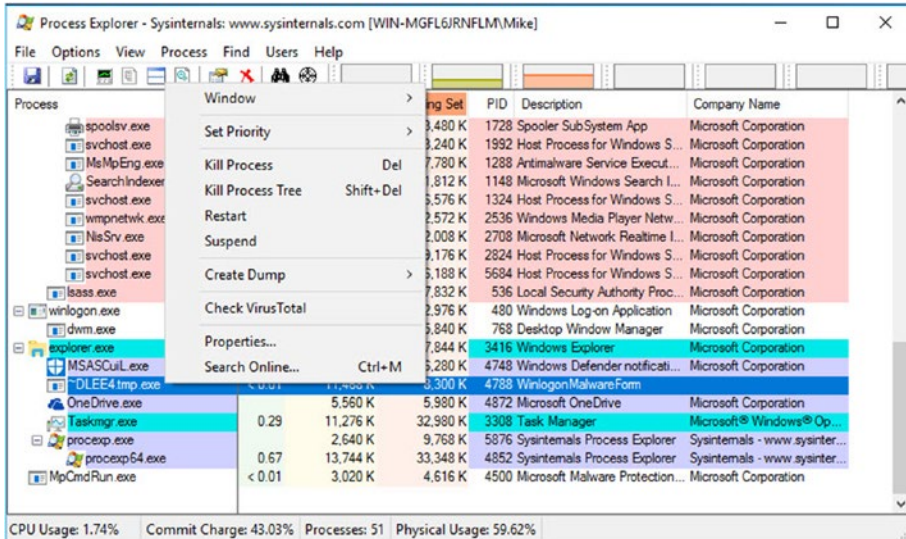 Process Explorer - Sysinternals: www.sysinternals.com [WIN-MGFL6JRNFLM\Mike]
File Options View Process Find Users Help
Process ing Set PID Description Company Name
spoolsv.exe 3,480 K 1728 Spooler SubSystem App Microsoft Corporation
svchost.exe 3,240 K 1992 Host Process for Windows S... Microsoft Corporation
MsMpEng.exe 7,780 K 1288 Antimalware Service Execut... Microsoft Corporation
SearchIndexer 1,812 K 1148 Microsoft Windows Search I... Microsoft Corporation
svchost.exe 5,576 K 1324 Host Process for Windows S... Microsoft Corporation
wmpnetwk.exe 2,572 K 2536 Windows Media Player Netw... Microsoft Corporation
NisSrv.exe 2,008 K 2708 Microsoft Network Realtime I... Microsoft Corporation
svchost.exe 9,176 K 2824 Host Process for Windows S... Microsoft Corporation
svchost.exe 5,188 K 5684 Host Process for Windows S... Microsoft Corporation
lsass.exe 7,832 K 536 Local Security Authority Proc... Microsoft Corporation
winlogon.exe 2,976 K 480 Windows Log-on Application Microsoft Corporation
dwm.exe 5,840 K 768 Desktop Window Manager Microsoft Corporation
explorer.exe 7,844 K 3416 Windows Explorer Microsoft Corporation
MSASCuiL.exe 5,280 K 4748 Windows Defender notificati... Microsoft Corporation
~DLEE4.tmp.exe < 0.01 11,488 K 8,300 K 4788 WinlogonMalwareForm
OneDrive.exe 5,560 K 5,980 K 4872 Microsoft OneDrive Microsoft Corporation
Taskmgr.exe 0.29 11,276 K 32,980 K 3308 Task Manager Microsoft® Windows® Op...
procexp.exe 2,640 K 9,768 K 5876 Sysinternals Process Explorer Sysinternals - www.sysinter...
procexp64.exe 0.67 13,744 K 33,348 K 4852 Sysinternals Process Explorer Sysinternals - www.sysinter...
MpCmdRun.exe < 0.01 3,020 K 4,616 K 4500 Microsoft Malware Protection... Microsoft Corporation
Window
Set Priority
Kill Process Del
Kill Process Tree Shift+Del
Restart
Suspend
Create Dump
Check VirusTotal
Properties...
Search Online... Ctrl+M
CPU Usage: 1.74% Commit Charge: 43.03% Processes: 51 Physical Usage: 59.62%